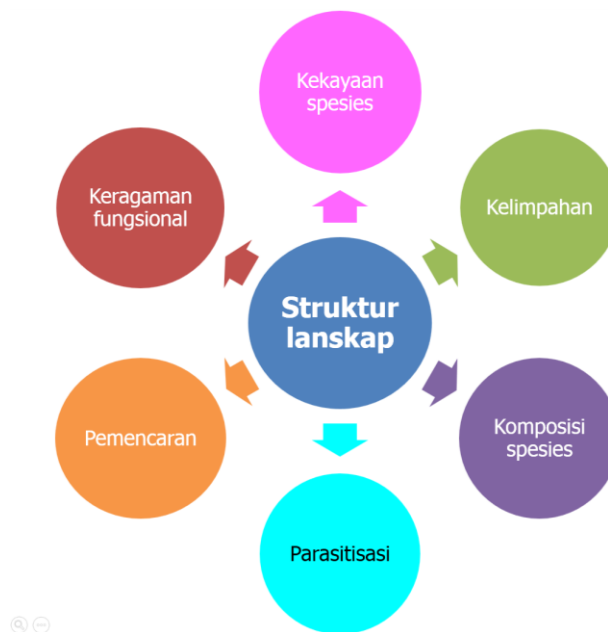 Kekayaan
spesies
Keragaman
fungsional
Kelimpahan
Struktur
lanskap
Pemencaran
Komposisi
spesies
Parasitisasi